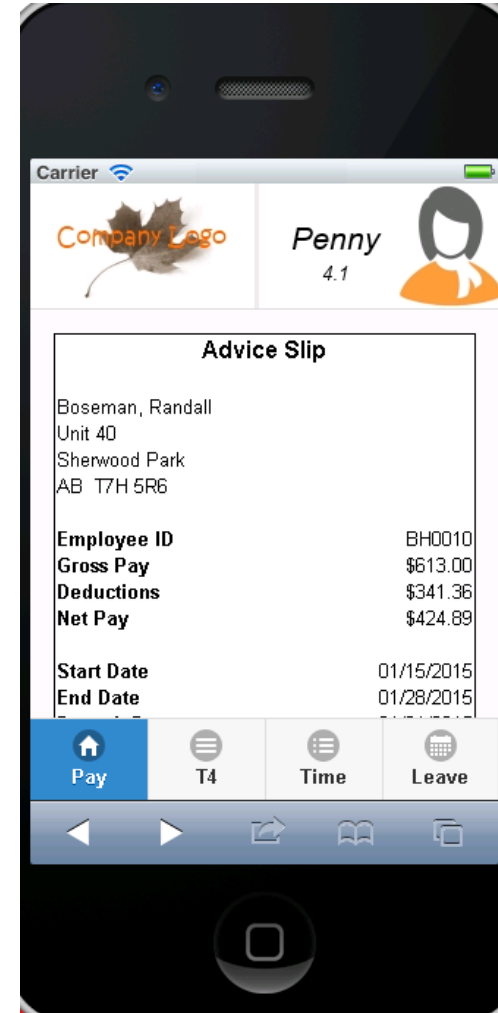 Carrier
Company Logo
Penny
4.1
Advice Slip
Boseman, Randall
Unit 40
Sherwood Park
AB T7H 5R6
Employee ID BH0010
Gross Pay $613.00
Deductions $341.36
Net Pay $424.89
Start Date 01/15/2015
End Date 01/28/2015
Pay T4 Time Leave